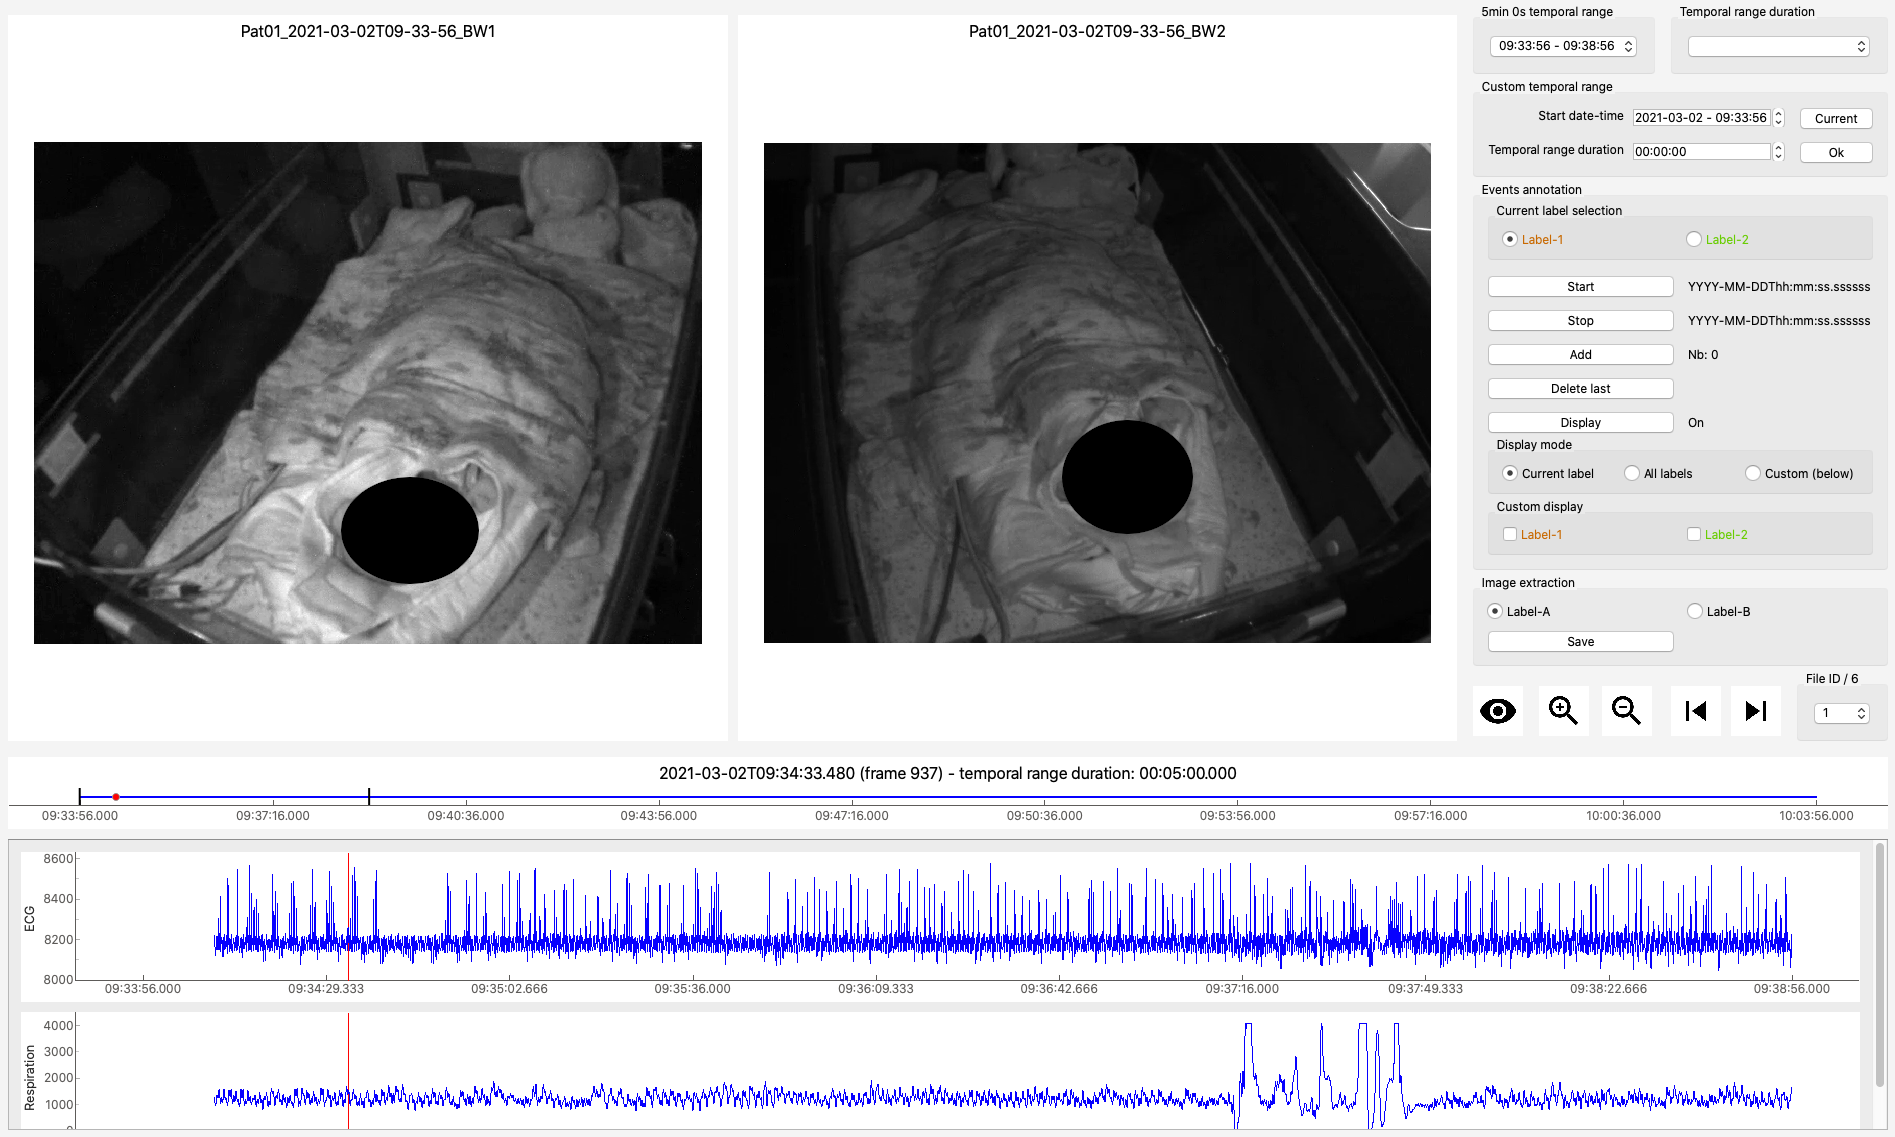 Pat01_2021-03-02T09-33-56_BW1
Pat01_2021-03-02T09-33-56_BW2
5min 0s temporal range
Temporal range duration
09:33:56 - 09:38:56
Custom temporal range
Start date-time 2021-03-02 - 09:33:56 Current
Temporal range duration 00:00:00 Ok
Events annotation
Current label selection
Label-1 Label-2
Start YYYY-MM-DDThh:mm:ss.ssssss
Stop YYYY-MM-DDThh:mm:ss.ssssss
Add Nb: 0
Delete last
Display On
Display mode
Current label All labels Custom (below)
Custom display
Label-1 Label-2
Image extraction
Label-A Label-B
Save
File ID / 6
1
2021-03-02T09:34:33.480 (frame 937) - temporal range duration: 00:05:00.000
09:33:56.000 09:37:16.000 09:40:36.000 09:43:56.000 09:47:16.000 09:50:36.000 09:53:56.000 09:57:16.000 10:00:36.000 10:03:56.000
ECG
8600
8400
8200
8000
09:33:56.000 09:34:29.333 09:35:02.666 09:35:36.000 09:36:09.333 09:36:42.666 09:37:16.000 09:37:49.333 09:38:22.666 09:38:56.000
Respiration
4000
3000
2000
1000
0